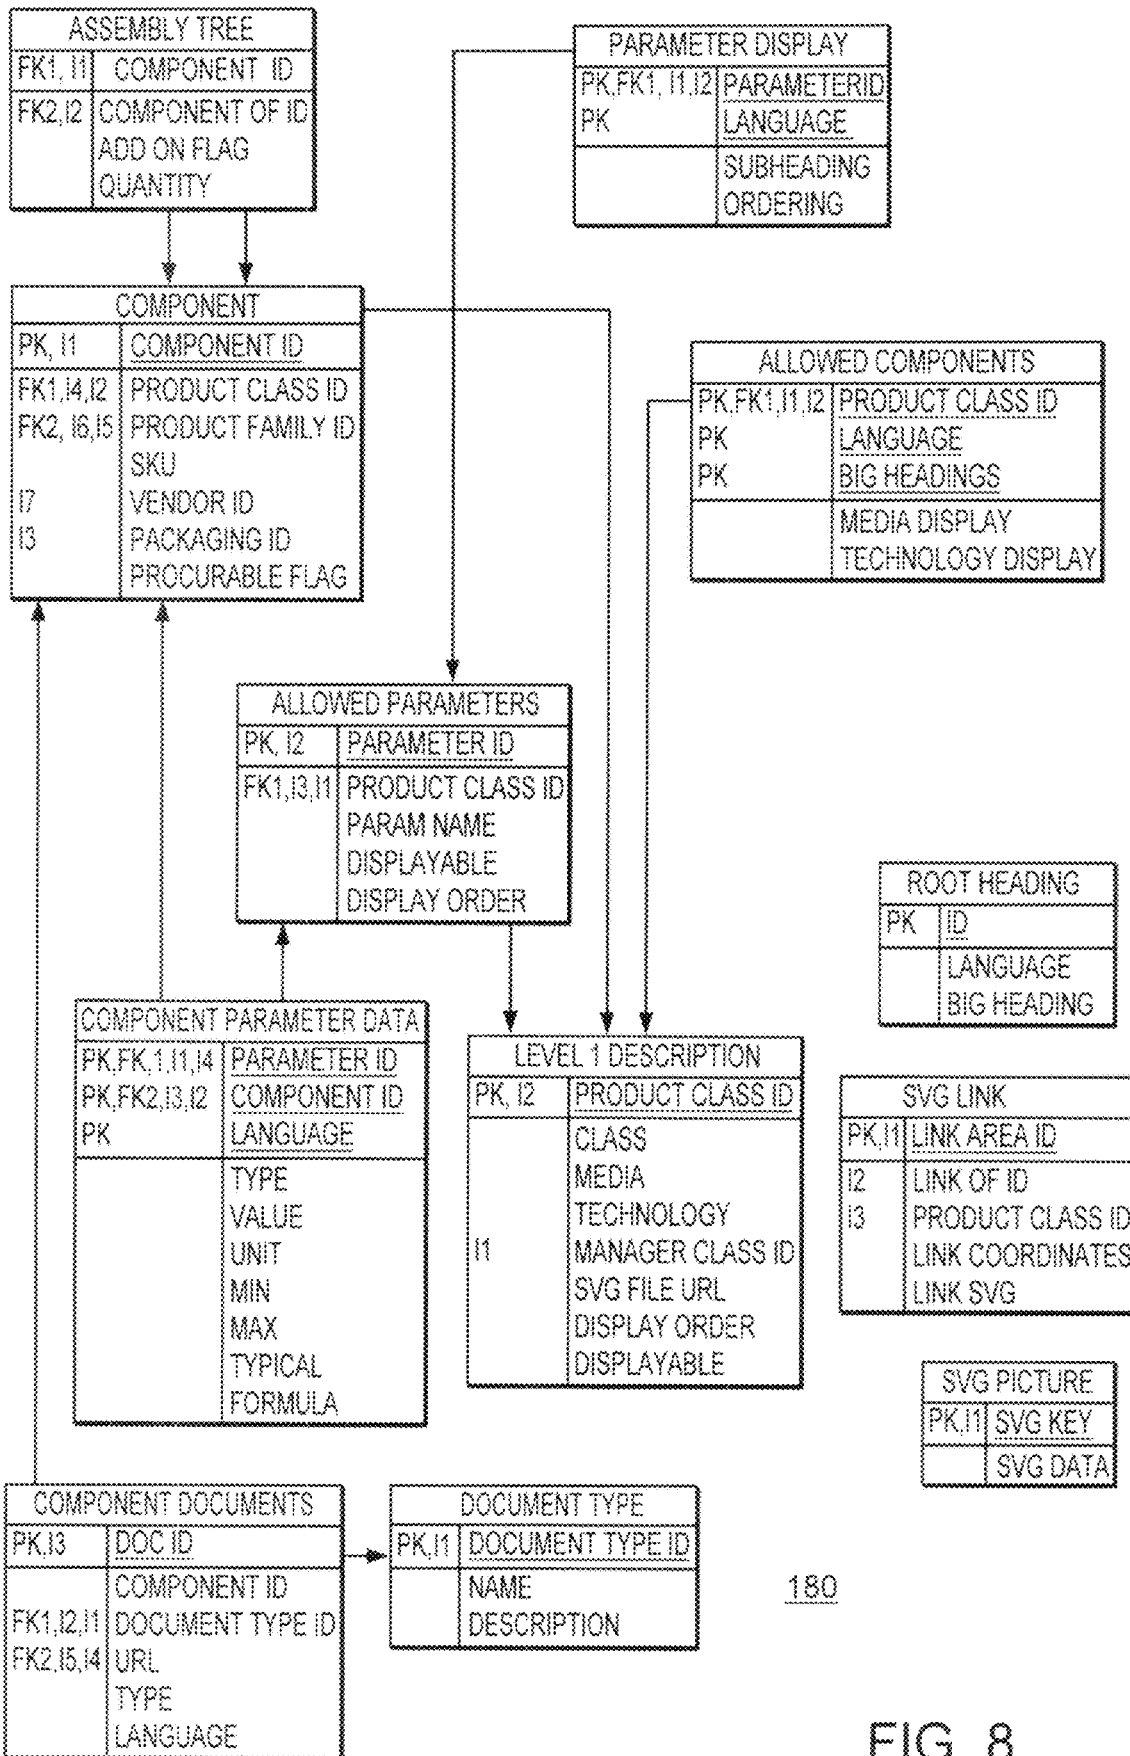 ASSEMBLY TREE
FK1, I1 COMPONENT ID
FK2,I2 COMPONENT OF ID
ADD ON FLAG
QUANTITY
PARAMETER DISPLAY
PK,FK1, I1,I2 PARAMETERID
PK LANGUAGE
SUBHEADING
ORDERING
COMPONENT
PK, I1 COMPONENT ID
FK1,I4,I2 PRODUCT CLASS ID
FK2, I6,I5 PRODUCT FAMILY ID
SKU
I7 VENDOR ID
I3 PACKAGING ID
PROCURABLE FLAG
ALLOWED COMPONENTS
PK,FK1,I1,I2 PRODUCT CLASS ID
PK LANGUAGE
PK BIG HEADINGS
MEDIA DISPLAY
TECHNOLOGY DISPLAY
ALLOWED PARAMETERS
PK, I2 PARAMETER ID
FK1,I3,I1 PRODUCT CLASS ID
PARAM NAME
DISPLAYABLE
DISPLAY ORDER
ROOT HEADING
PK ID
LANGUAGE
BIG HEADING
COMPONENT PARAMETER DATA
PK,FK,1,I1,I4 PARAMETER ID
PK,FK2,I3,I2 COMPONENT ID
PK LANGUAGE
TYPE
VALUE
UNIT
MIN
MAX
TYPICAL
FORMULA
LEVEL 1 DESCRIPTION
PK, I2 PRODUCT CLASS ID
CLASS
MEDIA
TECHNOLOGY
I1 MANAGER CLASS ID
SVG FILE URL
DISPLAY ORDER
DISPLAYABLE
SVG LINK
PK,I1 LINK AREA ID
I2 LINK OF ID
I3 PRODUCT CLASS ID
LINK COORDINATES
LINK SVG
SVG PICTURE
PK,I1 SVG KEY
SVG DATA
COMPONENT DOCUMENTS
PK,I3 DOC ID
COMPONENT ID
FK1,I2,I1 DOCUMENT TYPE ID
FK2,I5,I4 URL
TYPE
LANGUAGE
DOCUMENT TYPE
PK,I1 DOCUMENT TYPE ID
NAME
DESCRIPTION
180
FIG. 8